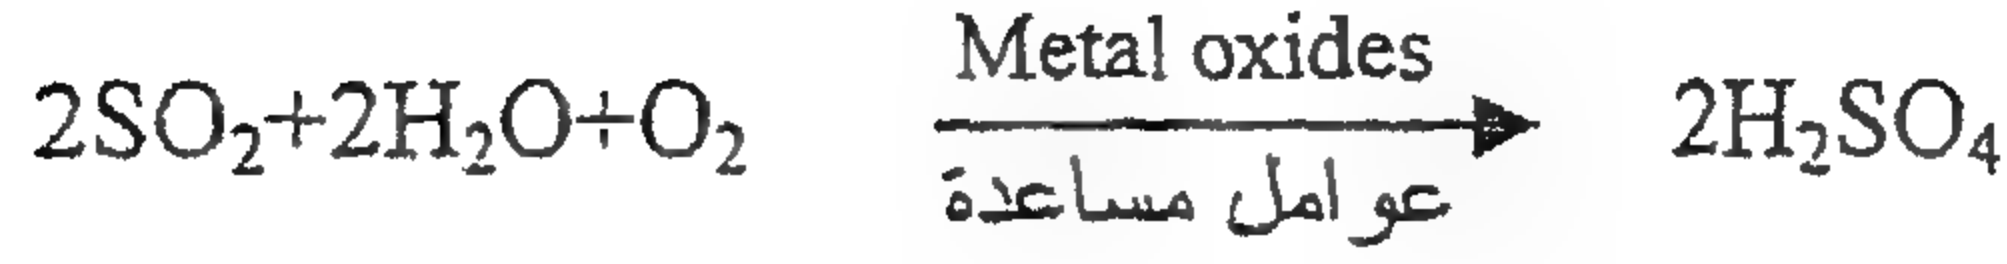 Metal oxides
2SO₂+2H₂O+O₂ → 2H₂SO₄
عوامل مساعدة